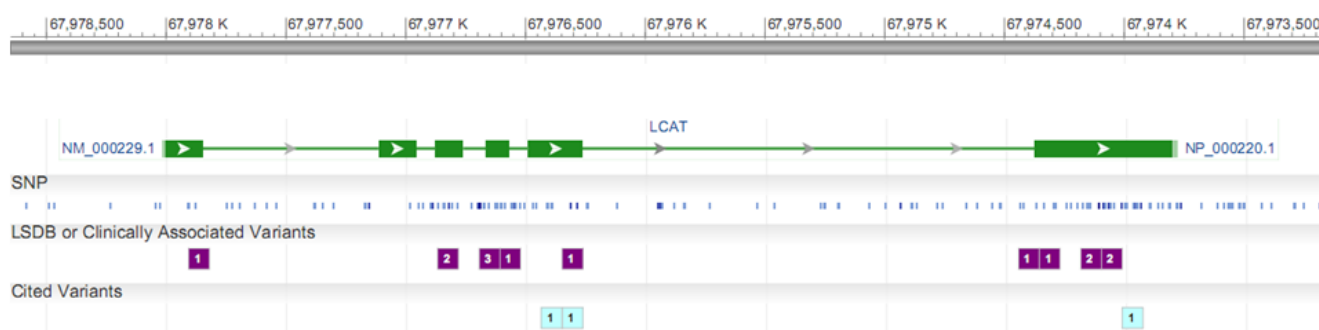 67,978,500 67,978 K 67,977,500 67,977 K 67,976,500 67,976 K 67,975,500 67,975 K 67,974,500 67,974 K 67,973,500
LCAT
NM_000229.1 NP_000220.1
SNP
LSDB or Clinically Associated Variants
1 2 3 1 1 1 1 2 2
Cited Variants
1 1 1